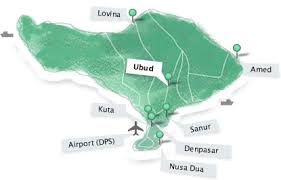 Lovina
Ubud
Amed
Kuta
Sanur
Airport (DPS)
Denpasar
Nusa Dua